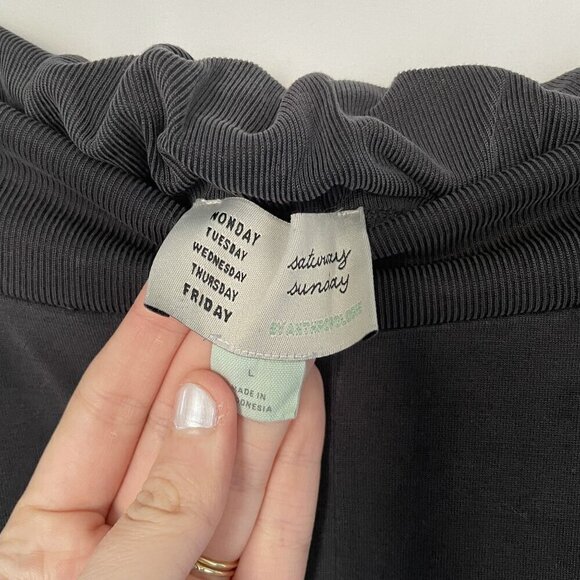 MONDAY
TUESDAY
WEDNESDAY
THURSDAY
FRIDAY
saturday
sunday
BY ANTHROPOLOGIE
L
MADE IN
INDONESIA